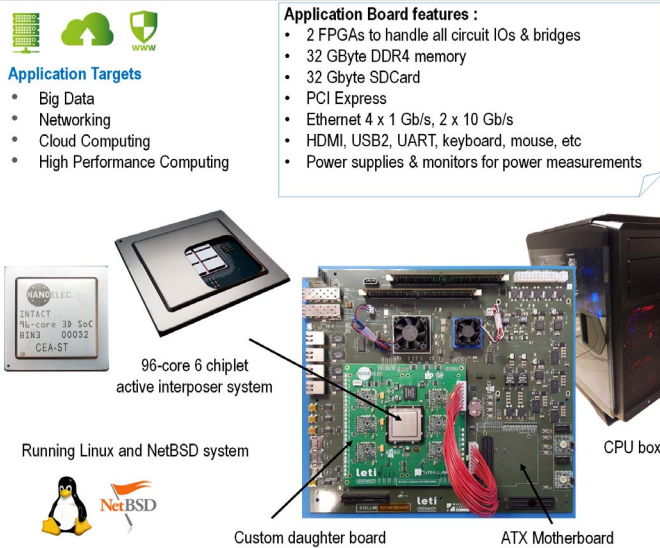 WWW
Application Targets
• Big Data
• Networking
• Cloud Computing
• High Performance Computing
Application Board features :
• 2 FPGAs to handle all circuit IOs & bridges
• 32 GByte DDR4 memory
• 32 Gbyte SDCard
• PCI Express
• Ethernet 4 x 1 Gb/s, 2 x 10 Gb/s
• HDMI, USB2, UART, keyboard, mouse, etc
• Power supplies & monitors for power measurements
NANOELEC
INTACT
96-core 3D SoC
BIN3 00032
CEA-ST
96-core 6 chiplet
active interposer system
Running Linux and NetBSD system
NetBSD
leti
leti
CPU box
Custom daughter board
ATX Motherboard